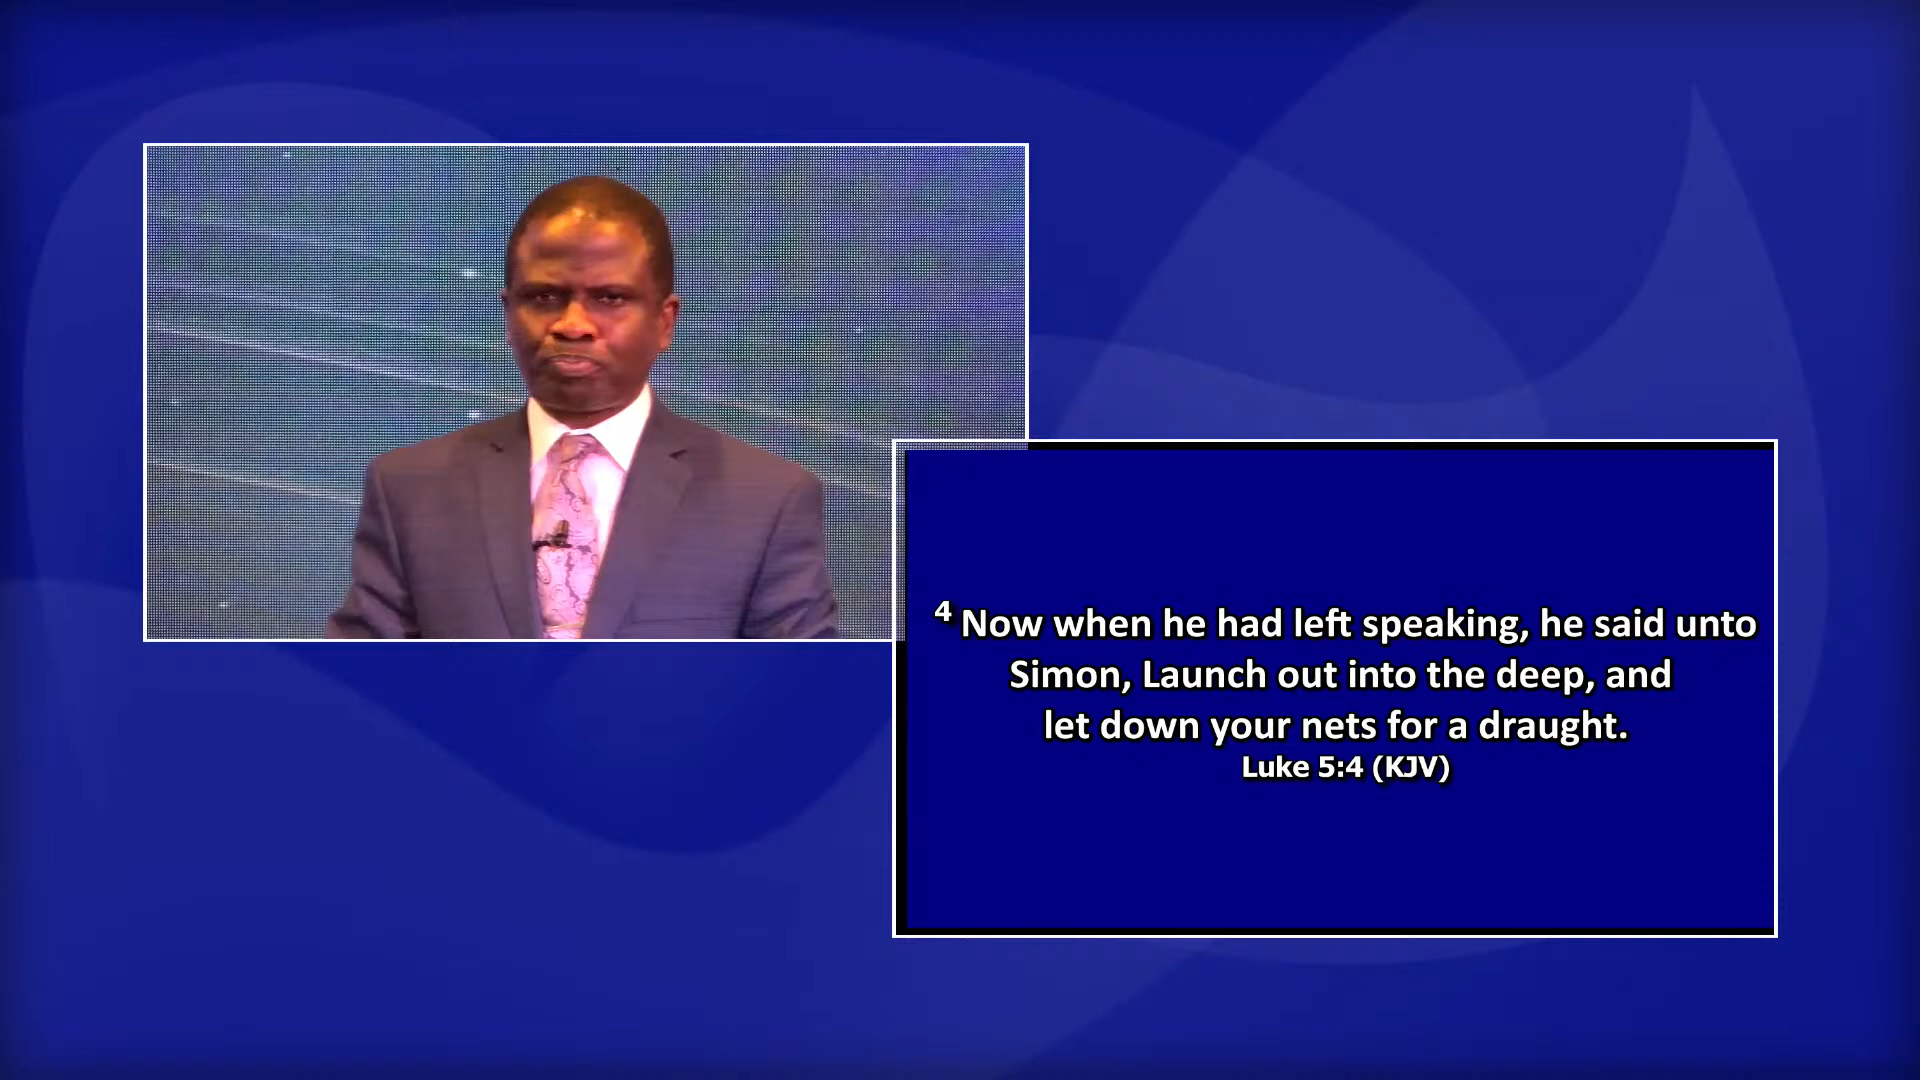 4 Now when he had left speaking, he said unto
Simon, Launch out into the deep, and
let down your nets for a draught.
Luke 5:4 (KJV)